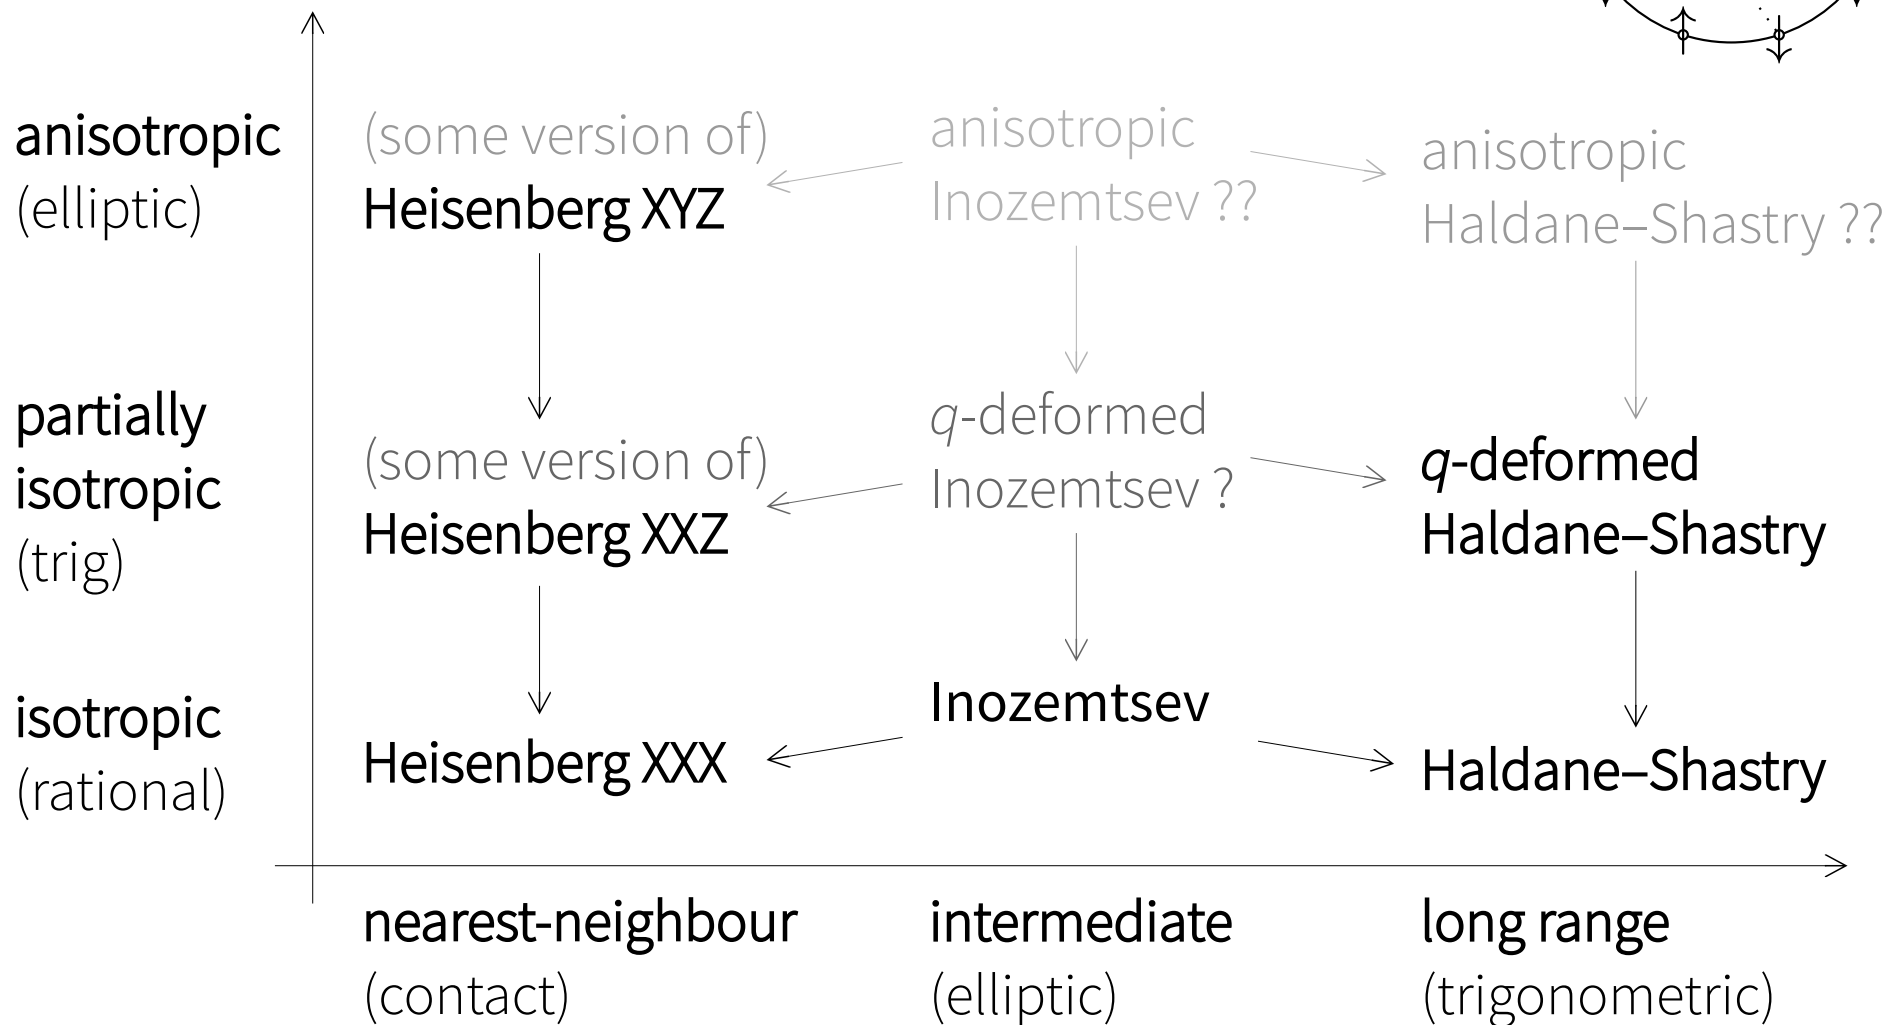 anisotropic
(elliptic)
(some version of)
Heisenberg XYZ
anisotropic
Inozemtsev ??
anisotropic
Haldane–Shastry ??
partially
isotropic
(trig)
(some version of)
Heisenberg XXZ
q-deformed
Inozemtsev ?
q-deformed
Haldane–Shastry
isotropic
(rational)
Heisenberg XXX
Inozemtsev
Haldane–Shastry
nearest-neighbour
(contact)
intermediate
(elliptic)
long range
(trigonometric)